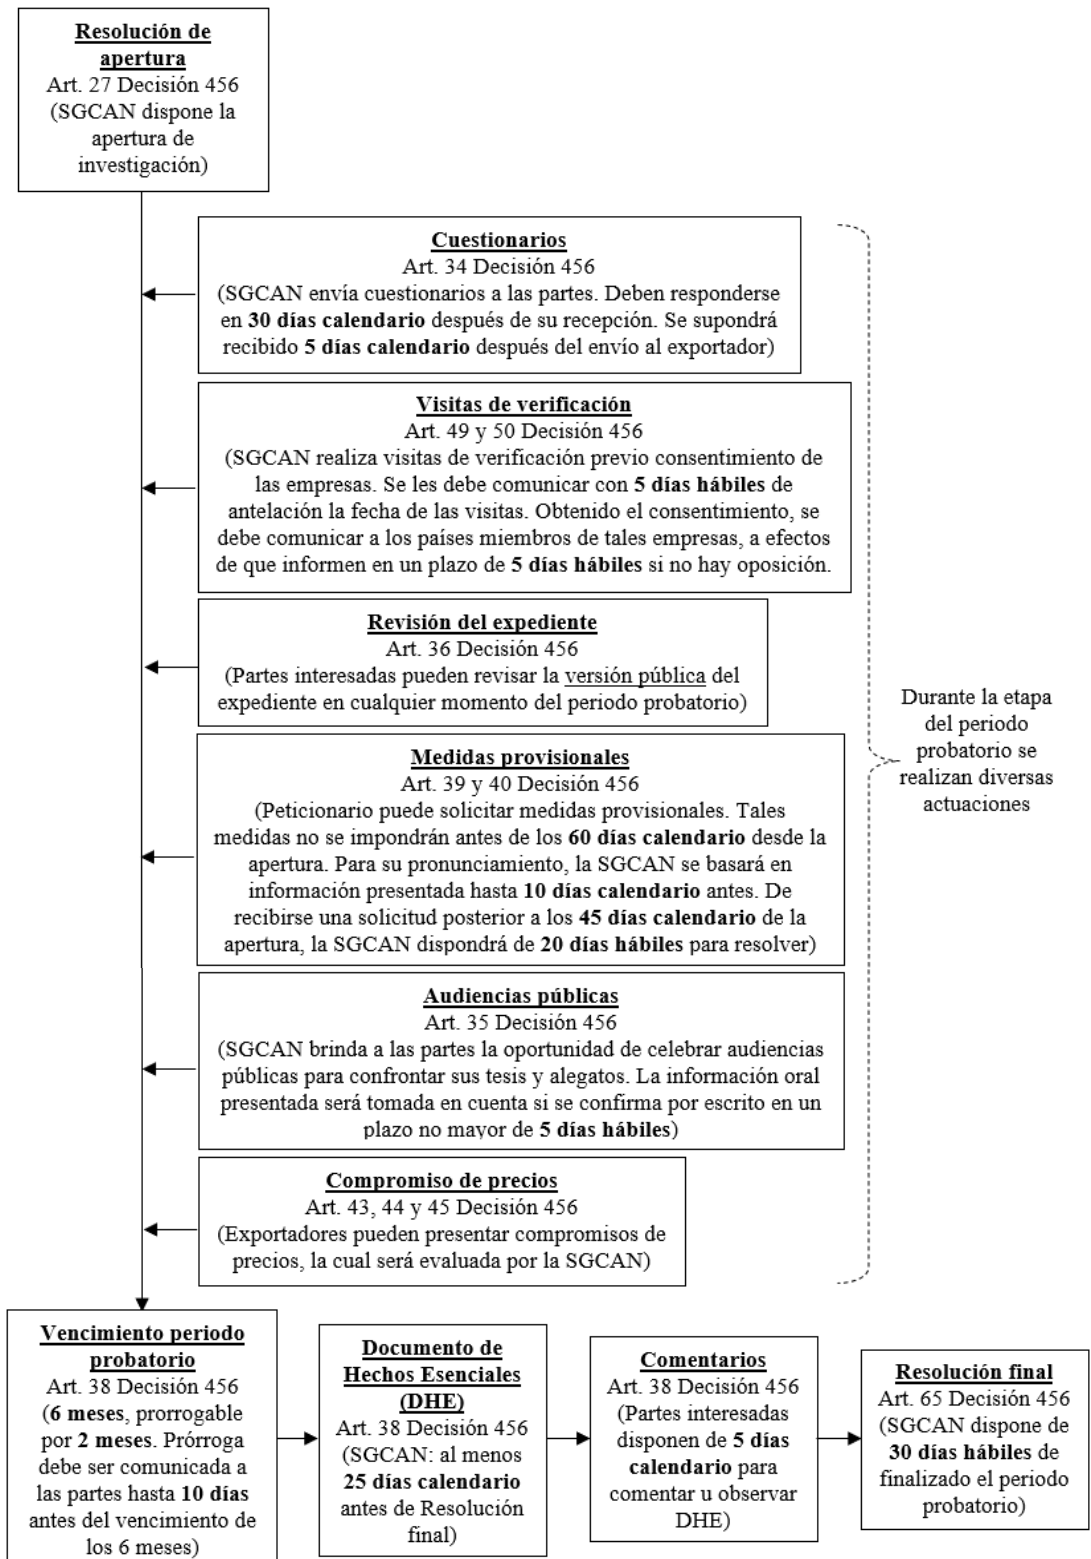 Resolución de
apertura
Art. 27 Decisión 456
(SGCAN dispone la
apertura de
investigación)
Cuestionarios
Art. 34 Decisión 456
(SGCAN envía cuestionarios a las partes. Deben responderse
en 30 días calendario después de su recepción. Se supondrá
recibido 5 días calendario después del envío al exportador)
Visitas de verificación
Art. 49 y 50 Decisión 456
(SGCAN realiza visitas de verificación previo consentimiento de
las empresas. Se les debe comunicar con 5 días hábiles de
antelación la fecha de las visitas. Obtenido el consentimiento, se
debe comunicar a los países miembros de tales empresas, a efectos
de que informen en un plazo de 5 días hábiles si no hay oposición.
Revisión del expediente
Art. 36 Decisión 456
(Partes interesadas pueden revisar la versión pública del
expediente en cualquier momento del periodo probatorio)
Medidas provisionales
Art. 39 y 40 Decisión 456
(Peticionario puede solicitar medidas provisionales. Tales
medidas no se impondrán antes de los 60 días calendario desde la
apertura. Para su pronunciamiento, la SGCAN se basará en
información presentada hasta 10 días calendario antes. De
recibirse una solicitud posterior a los 45 días calendario de la
apertura, la SGCAN dispondrá de 20 días hábiles para resolver)
Audiencias públicas
Art. 35 Decisión 456
(SGCAN brinda a las partes la oportunidad de celebrar audiencias
públicas para confrontar sus tesis y alegatos. La información oral
presentada será tomada en cuenta si se confirma por escrito en un
plazo no mayor de 5 días hábiles)
Compromiso de precios
Art. 43, 44 y 45 Decisión 456
(Exportadores pueden presentar compromisos de
precios, la cual será evaluada por la SGCAN)
Durante la etapa
del periodo
probatorio se
realizan diversas
actuaciones
Vencimiento periodo
probatorio
Art. 38 Decisión 456
(6 meses, prorrogable
por 2 meses. Prórroga
debe ser comunicada a
las partes hasta 10 días
antes del vencimiento de
los 6 meses)
Documento de
Hechos Esenciales
(DHE)
Art. 38 Decisión 456
(SGCAN: al menos
25 días calendario
antes de Resolución
final)
Comentarios
Art. 38 Decisión 456
(Partes interesadas
disponen de 5 días
calendario para
comentar u observar
DHE)
Resolución final
Art. 65 Decisión 456
(SGCAN dispone de
30 días hábiles de
finalizado el periodo
probatorio)